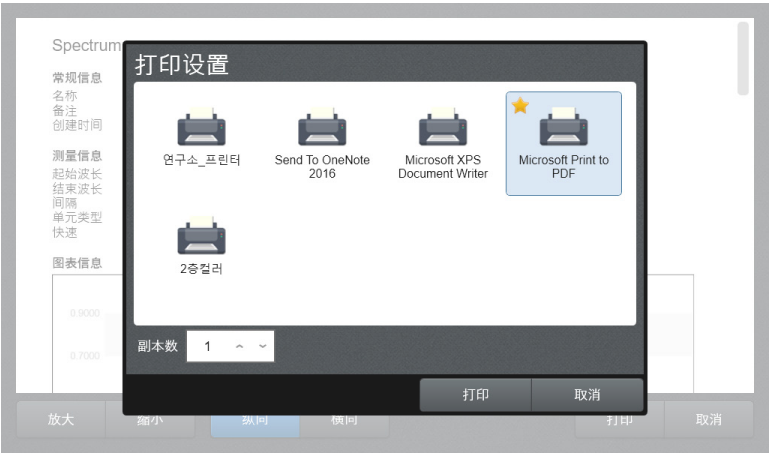 Spectrum
打印设置
常规信息
名称
备注
创建时间
测量信息
起始波长
结束波长
间隔
单元类型
快速
图表信息
0.9000
0.7000
연구소_프린터
Send To OneNote
2016
Microsoft XPS
Document Writer
Microsoft Print to
PDF
2층컬러
副本数
1
打印
取消
放大
缩小
纵向
横向
打印
取消